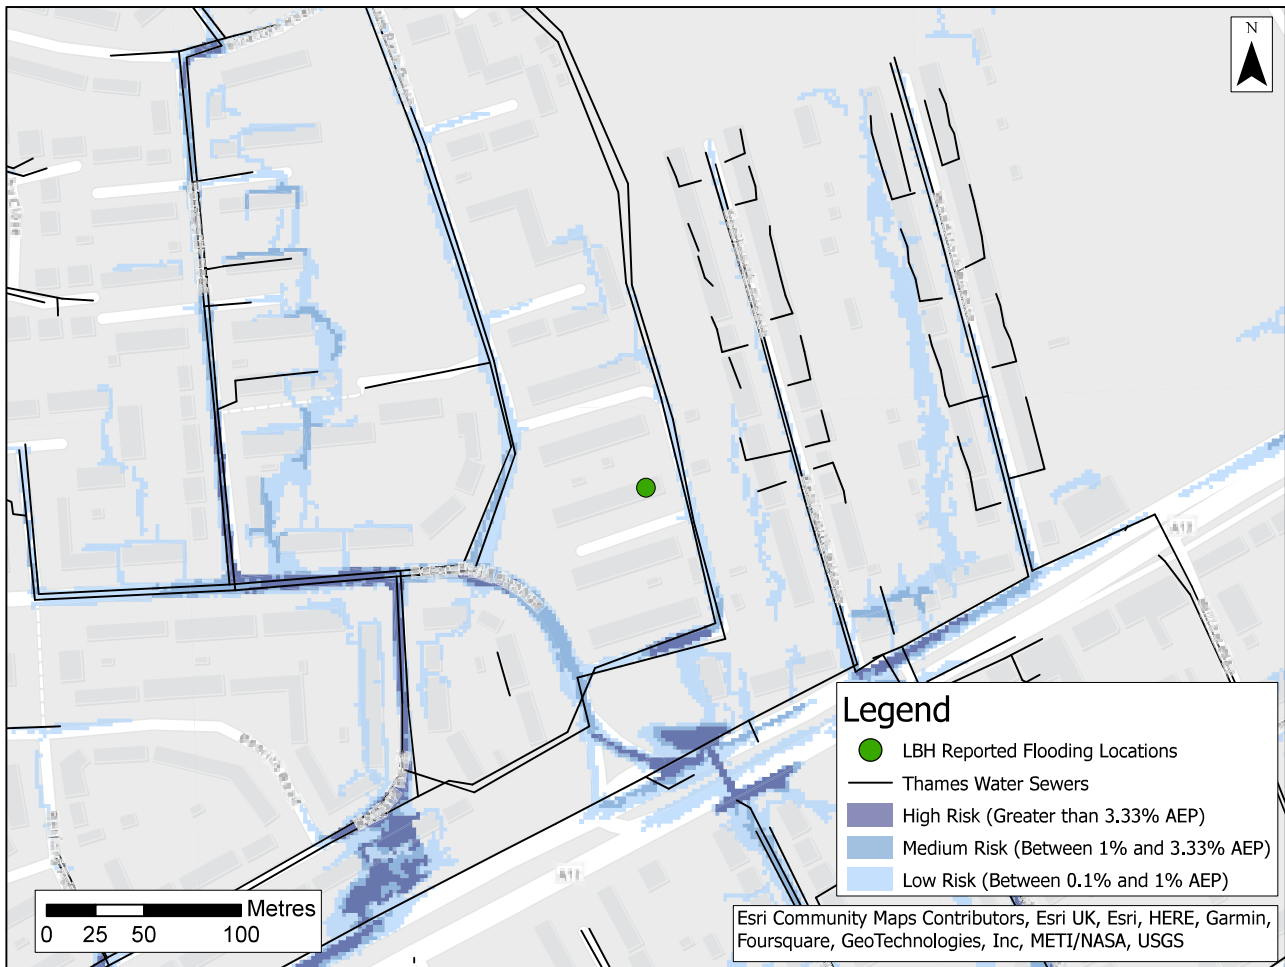 N
Legend
LBH Reported Flooding Locations
Thames Water Sewers
High Risk (Greater than 3.33% AEP)
Medium Risk (Between 1% and 3.33% AEP)
Low Risk (Between 0.1% and 1% AEP)
Metres
0 25 50 100
Esri Community Maps Contributors, Esri UK, Esri, HERE, Garmin,
Foursquare, GeoTechnologies, Inc, METI/NASA, USGS